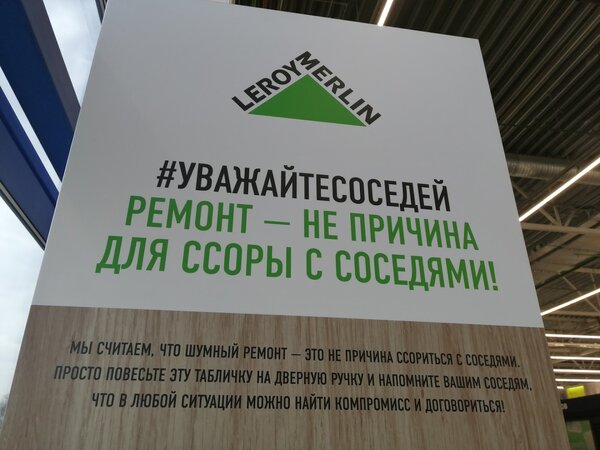 LEROY MERLIN
#УВАЖАЙТЕСОСЕДЕЙ
РЕМОНТ — НЕ ПРИЧИНА
ДЛЯ ССОРЫ С СОСЕДЯМИ!
МЫ СЧИТАЕМ, ЧТО ШУМНЫЙ РЕМОНТ — ЭТО НЕ ПРИЧИНА ССОРИТЬСЯ С СОСЕДЯМИ.
ПРОСТО ПОВЕСЬТЕ ЭТУ ТАБЛИЧКУ НА ДВЕРНУЮ РУЧКУ И НАПОМНИТЕ ВАШИМ СОСЕДЯМ,
ЧТО В ЛЮБОЙ СИТУАЦИИ МОЖНО НАЙТИ КОМПРОМИСС И ДОГОВОРИТЬСЯ!